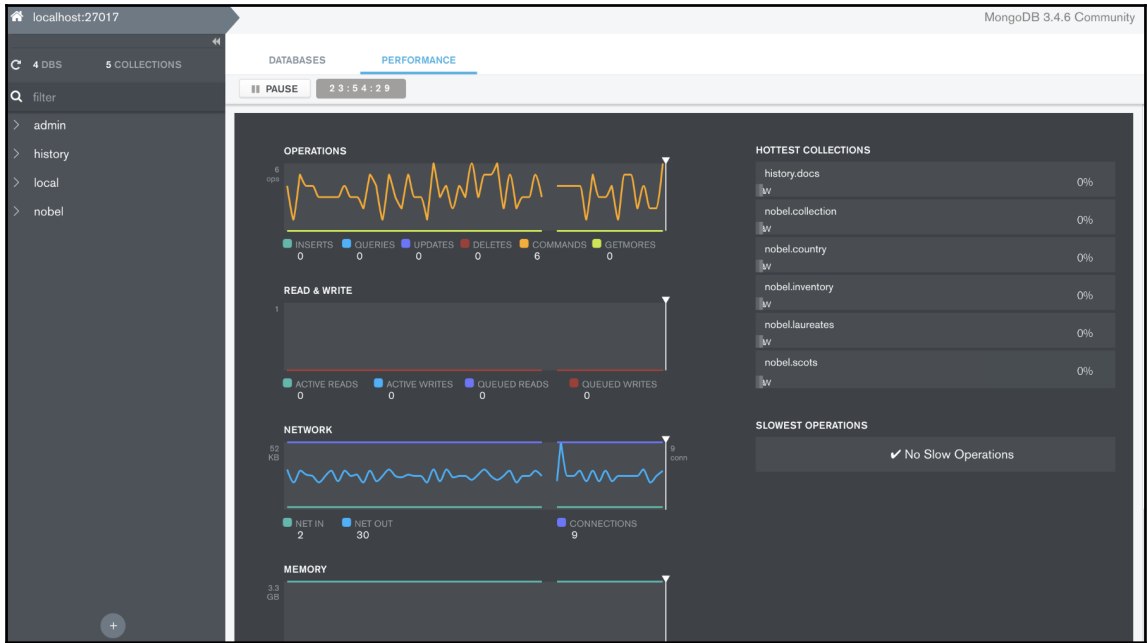 localhost:27017
MongoDB 3.4.6 Community
4 DBS 5 COLLECTIONS
filter
admin
history
local
nobel
DATABASES PERFORMANCE
PAUSE 23:54:29
OPERATIONS
6
ops
INSERTS QUERIES UPDATES DELETES COMMANDS GETMORES
0 0 0 0 6 0
READ & WRITE
1
ACTIVE READS ACTIVE WRITES QUEUED READS QUEUED WRITES
0 0 0 0
NETWORK
52
KB
9
conn
NET IN NET OUT CONNECTIONS
2 30 9
MEMORY
3.3
GB
HOTTEST COLLECTIONS
history.docs
0%
W
nobel.collection
0%
W
nobel.country
0%
W
nobel.inventory
0%
W
nobel.laureates
0%
W
nobel.scots
0%
W
SLOWEST OPERATIONS
✔ No Slow Operations